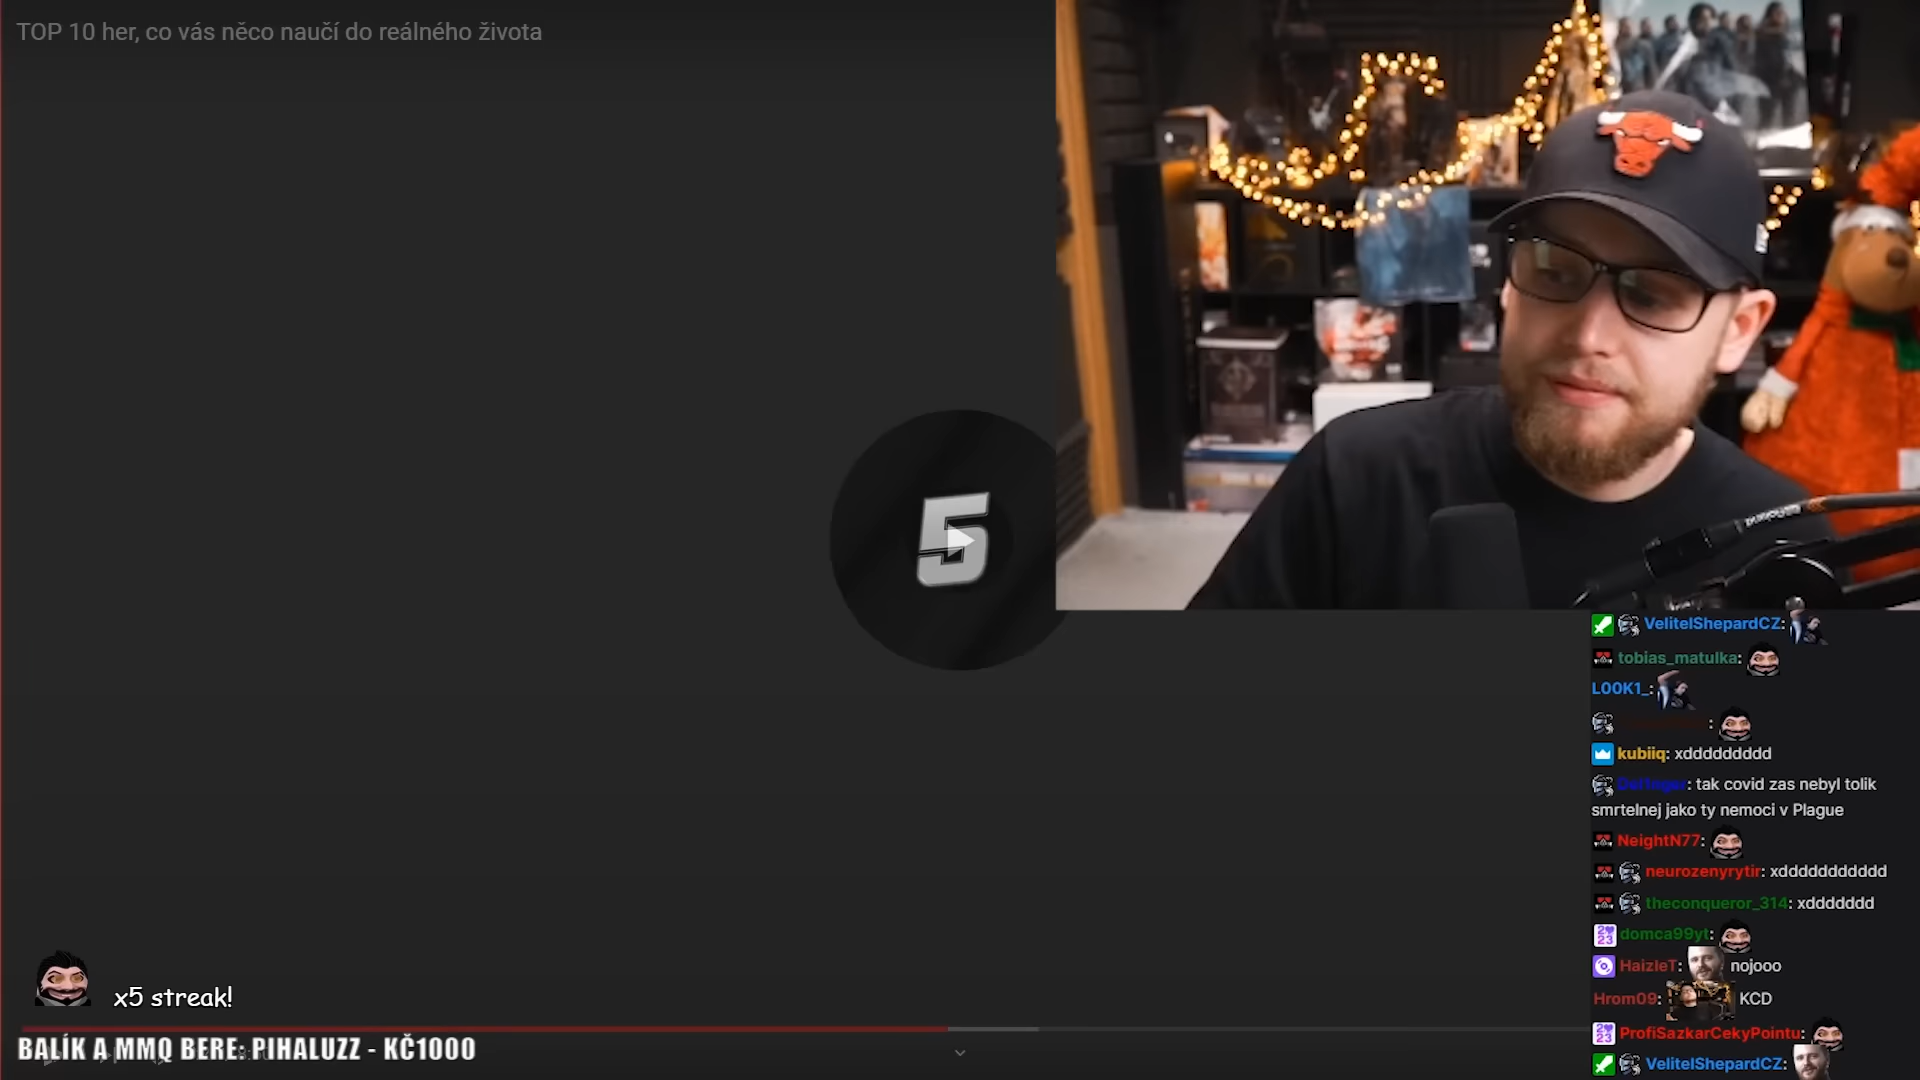 TOP 10 her, co vás něco naučí do reálného života
5
VelitelShepardCZ:
tobias_matulka:
L00K1_:
:
kubiiq: xdddddddddd
: tak covid zas nebyl tolik
smrtelnej jako ty nemoci v Plague
NeightN77:
neurozenyrytir: xddddddddddd
theconqueror_314: xddddddd
domca99yt:
HaizleT: nojooo
Hrom09: KCD
ProfiSazkarCekyPointu:
VelitelShepardCZ:
x5 streak!
BALÍK A MMQ BERE: PIHALUZZ - KČ1000